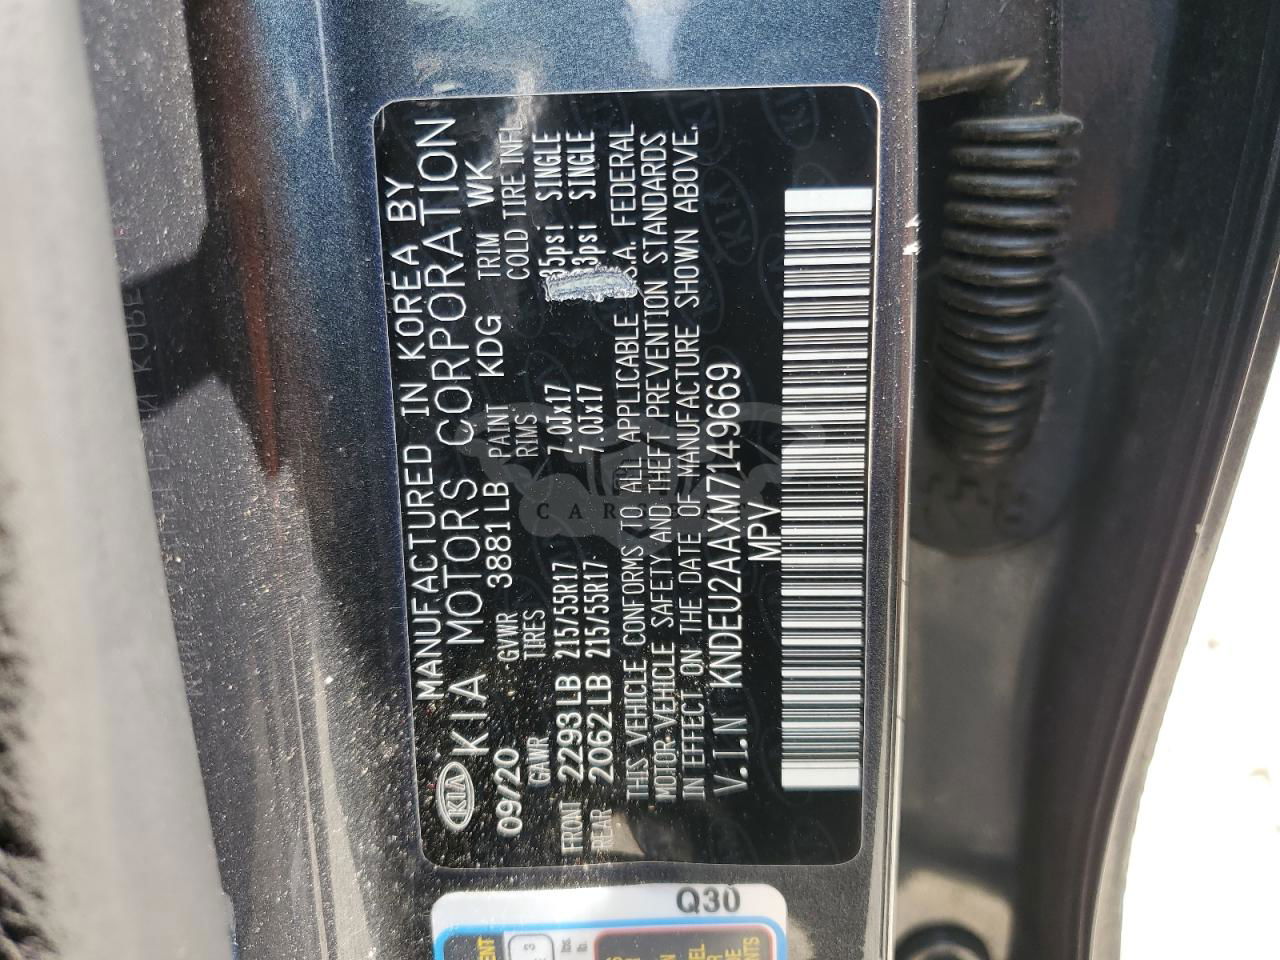 MANUFACTURED IN KOREA BY
KIA KIA MOTORS CORPORATION
09/20 GVWR 3881LB PAINT KDG TRIM WK
GAWR TIRES RIMS COLD TIRE INFL
FRONT 2293LB 215/55R17 7.0Jx17 35psi SINGLE
REAR 2062LB 215/55R17 7.0Jx17 3psi SINGLE
THIS VEHICLE CONFORMS TO ALL APPLICABLE S.A. FEDERAL
MOTOR VEHICLE SAFETY AND THEFT PREVENTION STANDARDS
IN EFFECT ON THE DATE OF MANUFACTURE SHOWN ABOVE.
V.I.N KNDEU2AAXM7149669
MPV
Q30